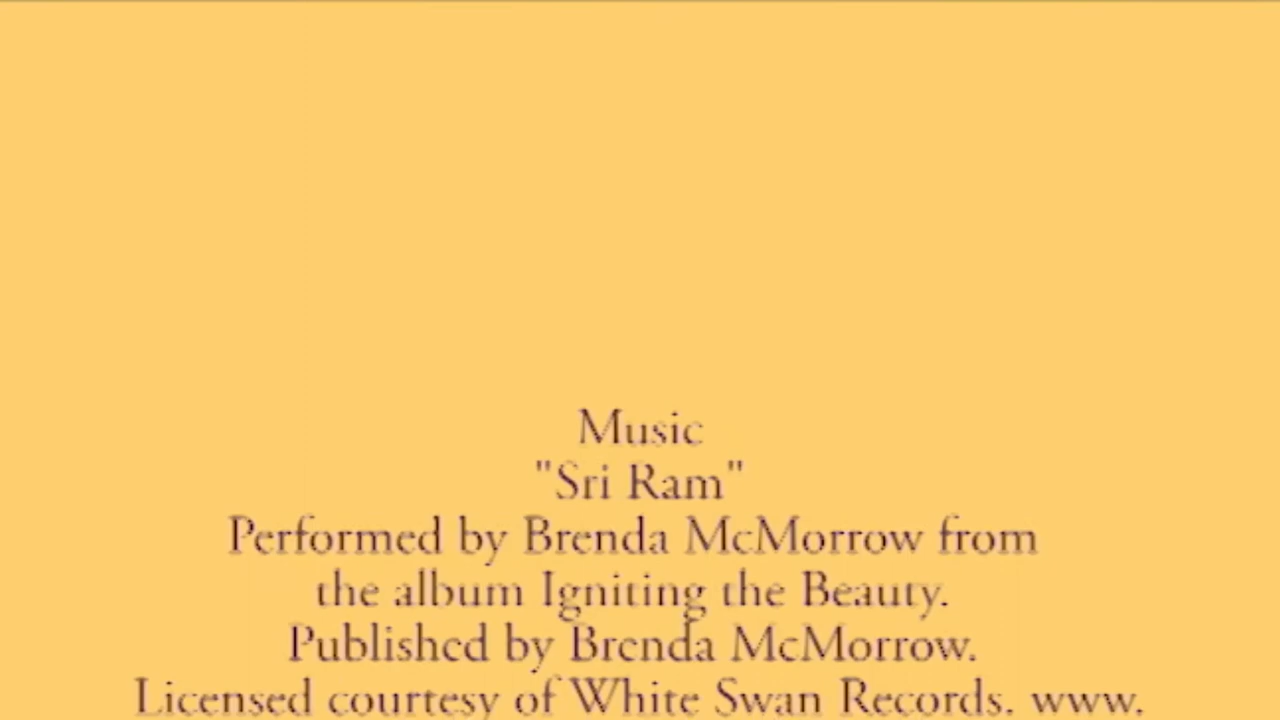 Music
"Sri Ram"
Performed by Brenda McMorrow from
the album Igniting the Beauty.
Published by Brenda McMorrow.
Licensed courtesy of White Swan Records. www.